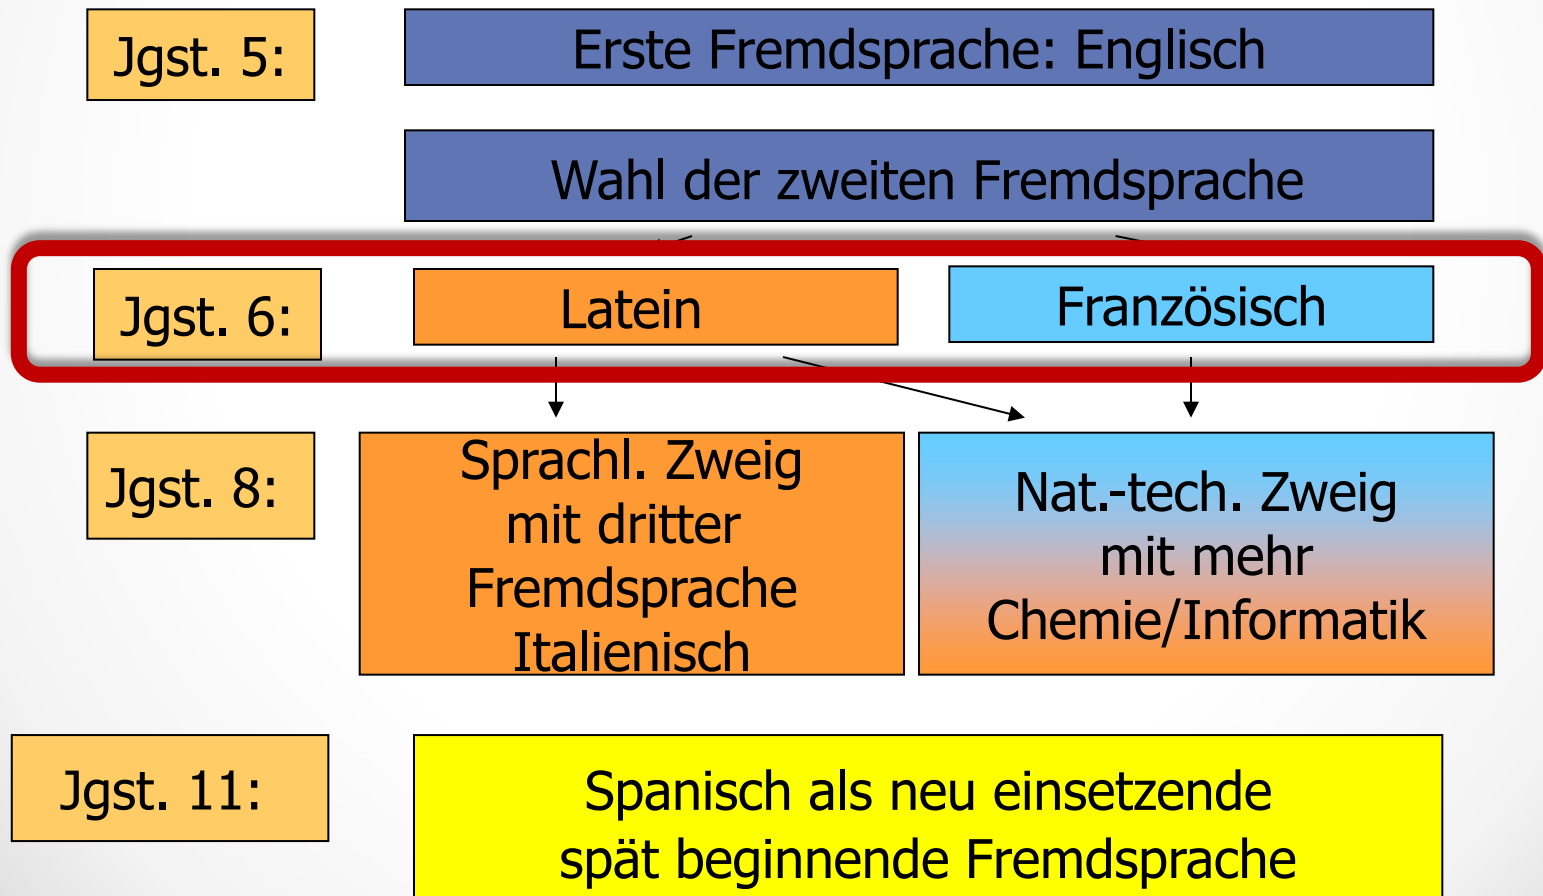 Jgst. 5:
Erste Fremdsprache: Englisch
Wahl der zweiten Fremdsprache
Jgst. 6:
Latein
Französisch
Jgst. 8:
Sprachl. Zweig
mit dritter
Fremdsprache
Italienisch
Nat.-tech. Zweig
mit mehr
Chemie/Informatik
Jgst. 11:
Spanisch als neu einsetzende
spät beginnende Fremdsprache